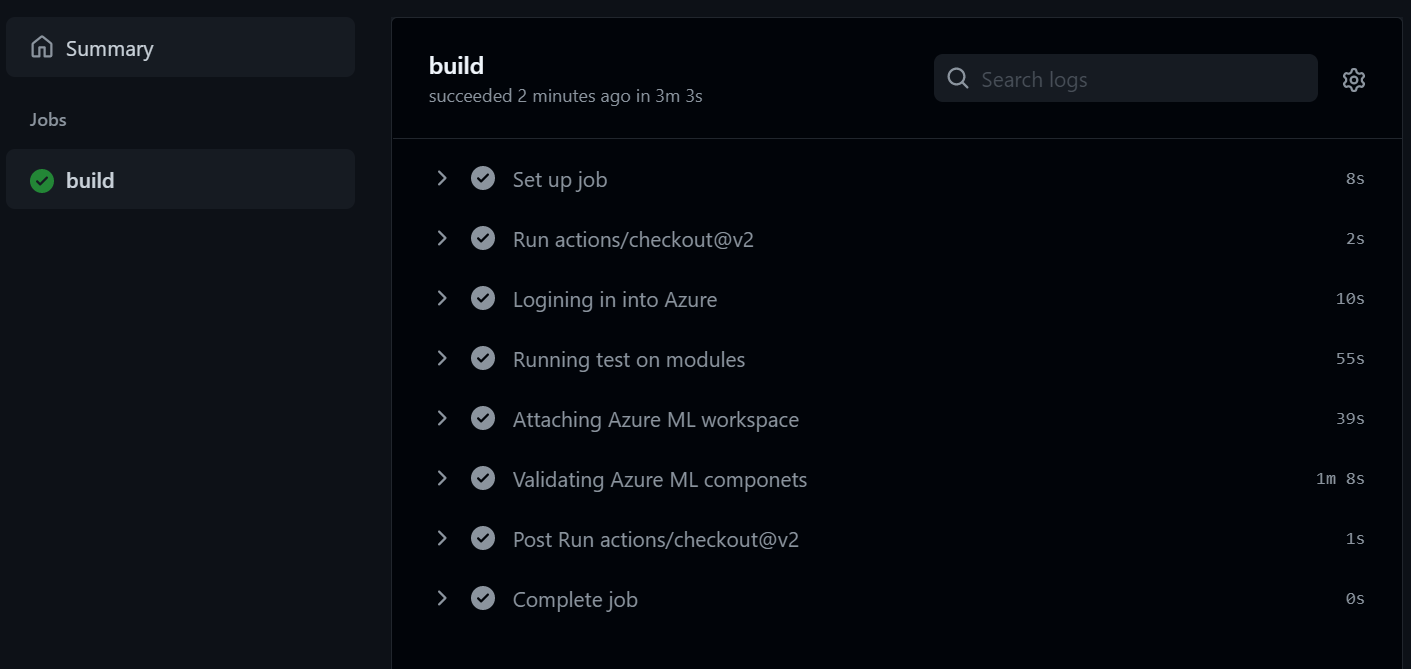 Summary
Jobs
build
build
succeeded 2 minutes ago in 3m 3s
Search logs
Set up job 8s
Run actions/checkout@v2 2s
Logining in into Azure 10s
Running test on modules 55s
Attaching Azure ML workspace 39s
Validating Azure ML componets 1m 8s
Post Run actions/checkout@v2 1s
Complete job 0s